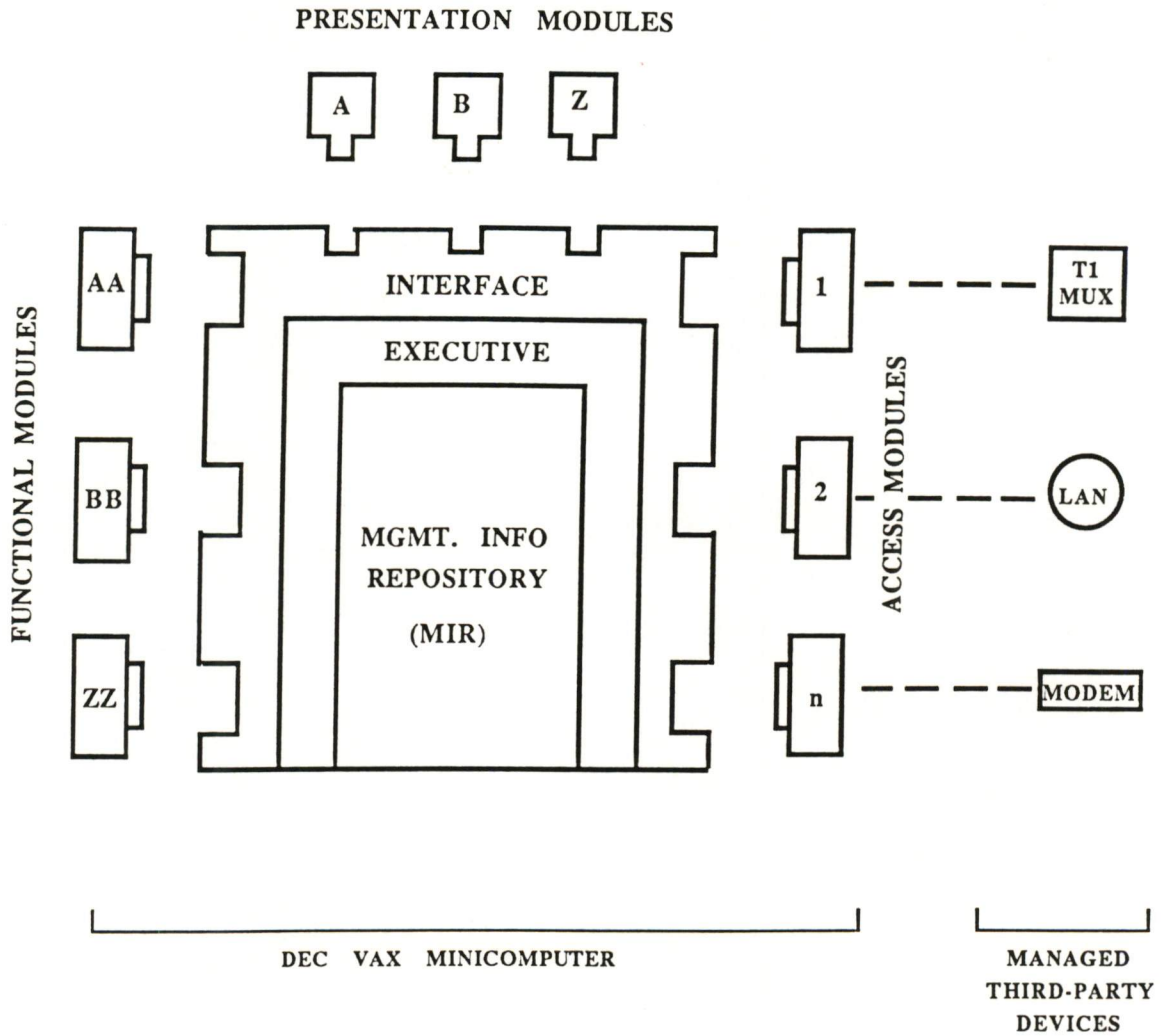 PRESENTATION MODULES
A
B
Z
FUNCTIONAL MODULES
AA
BB
ZZ
INTERFACE
EXECUTIVE
MGMT. INFO
REPOSITORY
(MIR)
1
2
n
ACCESS MODULES
T1
MUX
LAN
MODEM
DEC VAX MINICOMPUTER
MANAGED
THIRD-PARTY
DEVICES